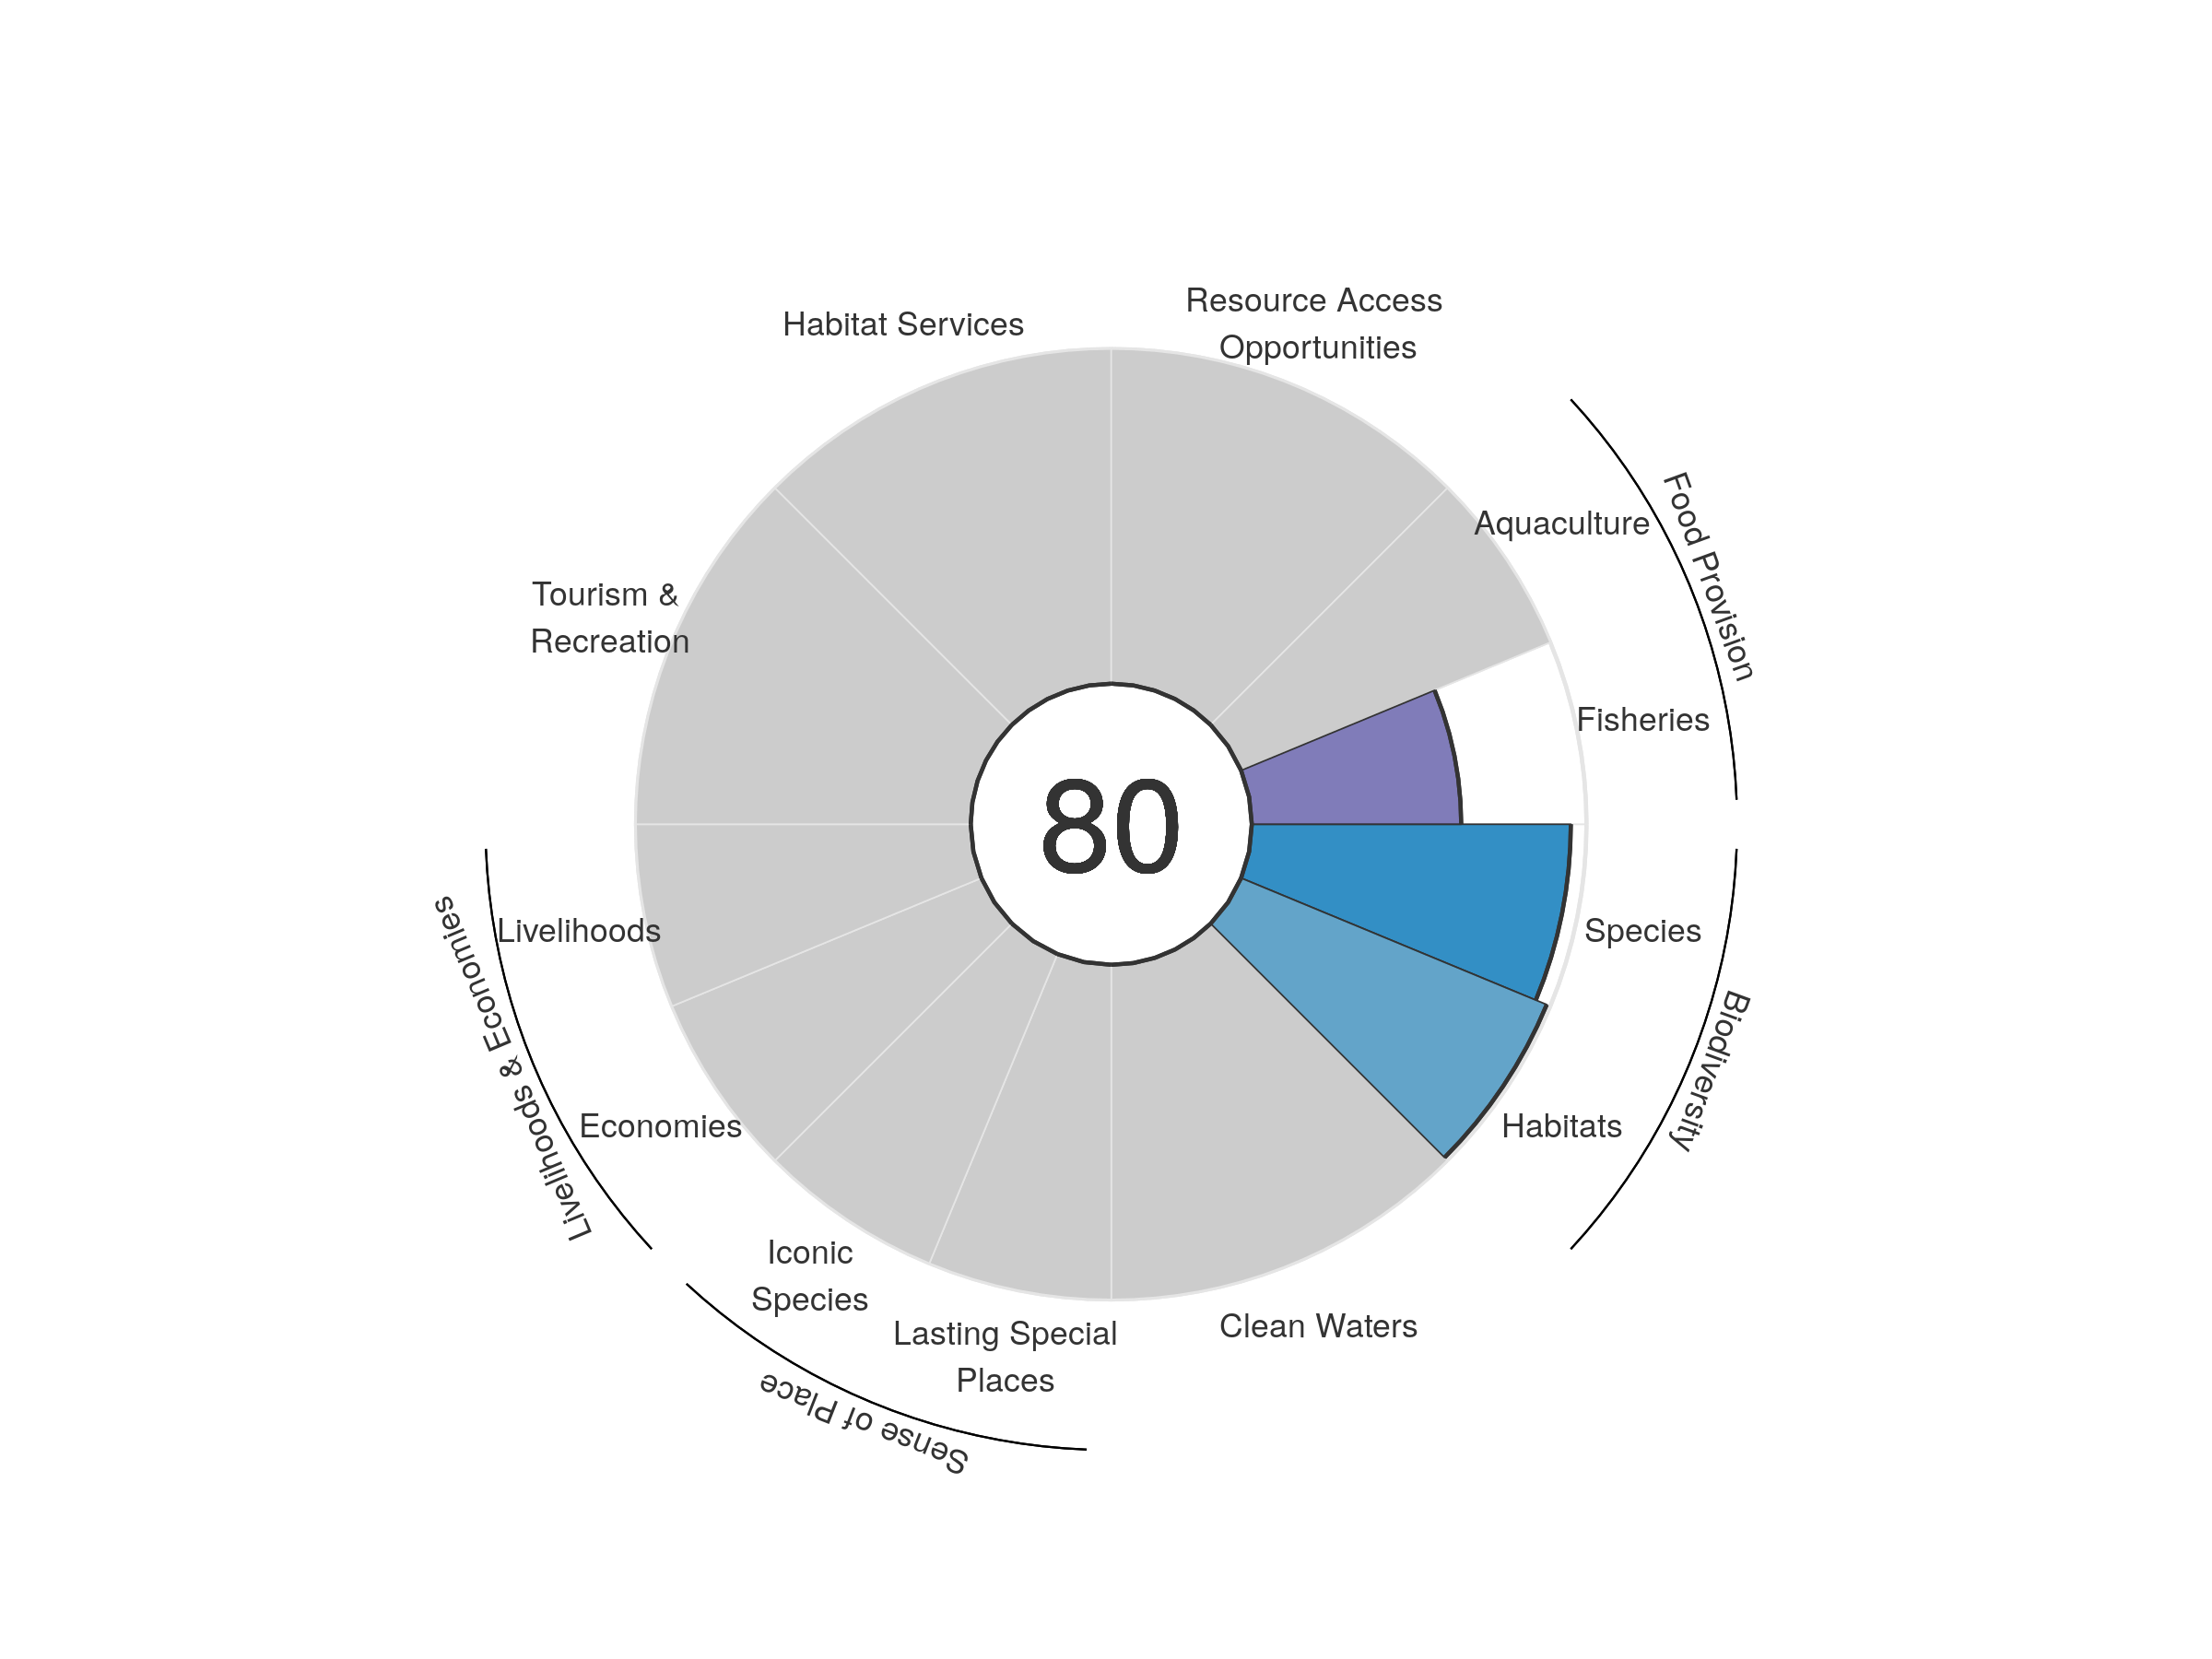 Resource Access
Opportunities
Habitat Services
Aquaculture
Food Provision
Tourism &
Recreation
Fisheries
80
Livelihoods
Species
Livelihoods & Economies
Biodiversity
Economies
Habitats
Iconic
Species
Lasting Special
Places
Clean Waters
Sense of Place